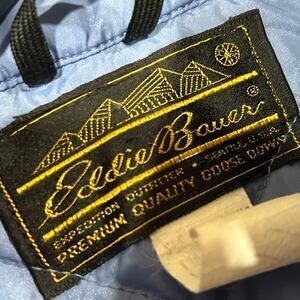 Eddie Bauer®
EXPEDITION OUTFITTER • SEATTLE, U.S.A.
PREMIUM QUALITY GOOSE DOWN